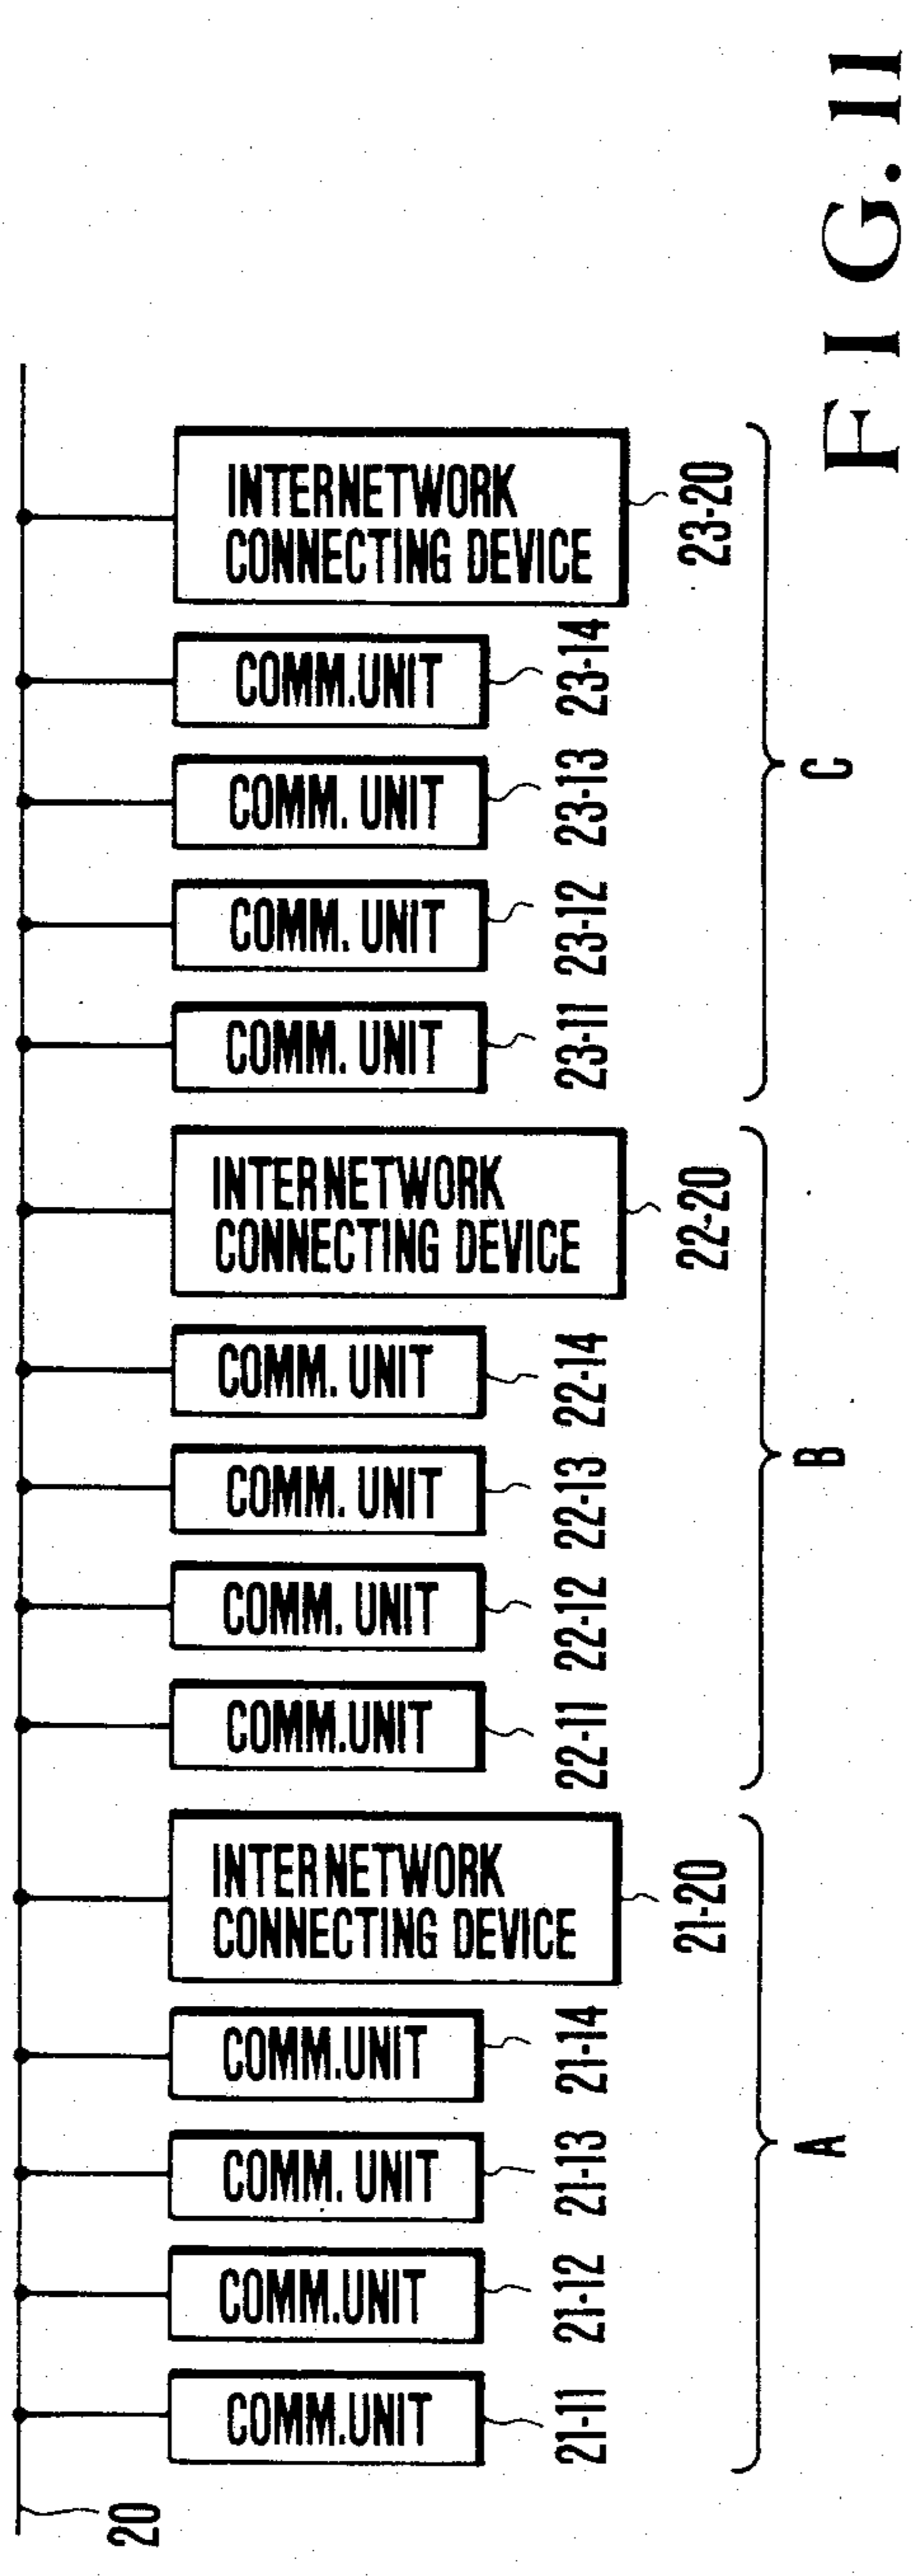 20
COMM.UNIT
21-11
COMM.UNIT
21-12
COMM. UNIT
21-13
COMM.UNIT
21-14
INTERNETWORK
CONNECTING DEVICE
21-20
A
COMM.UNIT
22-11
COMM. UNIT
22-12
COMM. UNIT
22-13
COMM. UNIT
22-14
INTERNETWORK
CONNECTING DEVICE
22-20
B
COMM. UNIT
23-11
COMM. UNIT
23-12
COMM. UNIT
23-13
COMM.UNIT
23-14
INTERNETWORK
CONNECTING DEVICE
23-20
C
FIG.11